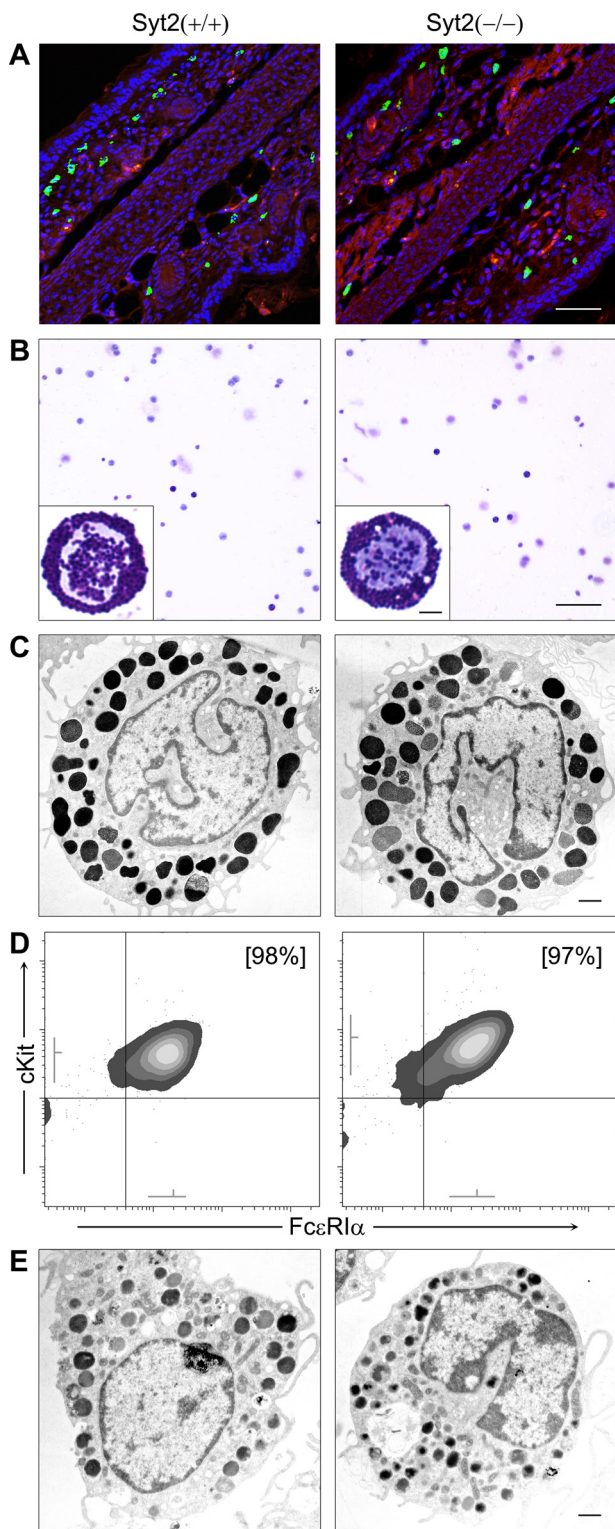 Syt2(+/+) Syt2(−/−)
A
B
C
D
[98%] [97%]
cKit
FcεRIα
E